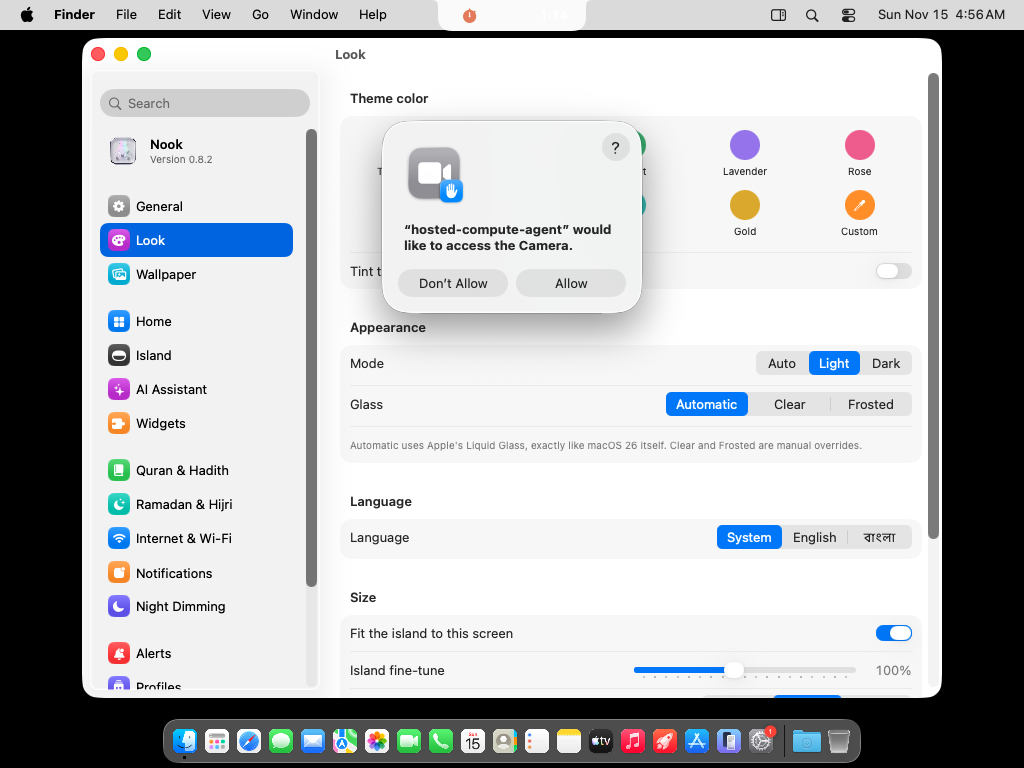 Finder File Edit View Go Window Help
Sun Nov 15 4:56 AM
Look
Search
Nook
Version 0.8.2
General
Look
Wallpaper
Home
Island
AI Assistant
Widgets
Quran & Hadith
Ramadan & Hijri
Internet & Wi-Fi
Notifications
Night Dimming
Alerts
Profiles
Theme color
Lavender
Rose
Gold
Custom
Tint t
?
“hosted-compute-agent” would
like to access the Camera.
Don’t Allow
Allow
Appearance
Mode
Auto Light Dark
Glass
Automatic Clear Frosted
Automatic uses Apple's Liquid Glass, exactly like macOS 26 itself. Clear and Frosted are manual overrides.
Language
Language
System English বাংলা
Size
Fit the island to this screen
Island fine-tune
100%
SEP
15
tv
1